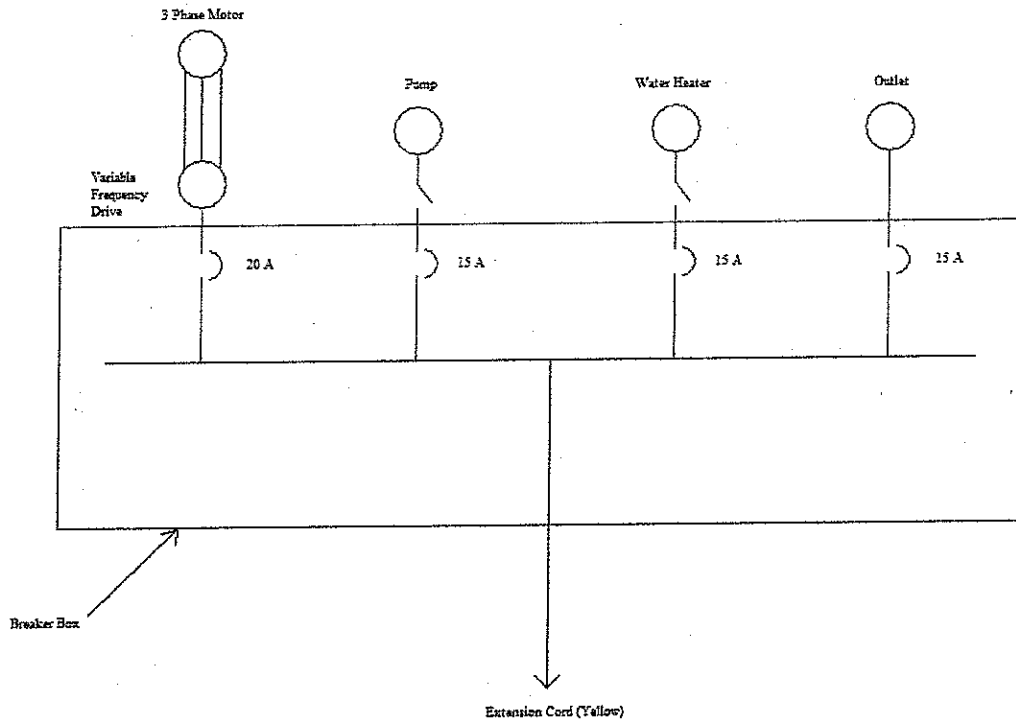 3 Phase Motor
Pump
Water Heater
Outlet
Variable
Frequency
Drive
20 A
15 A
15 A
15 A
Breaker Box
Extension Cord (Yellow)